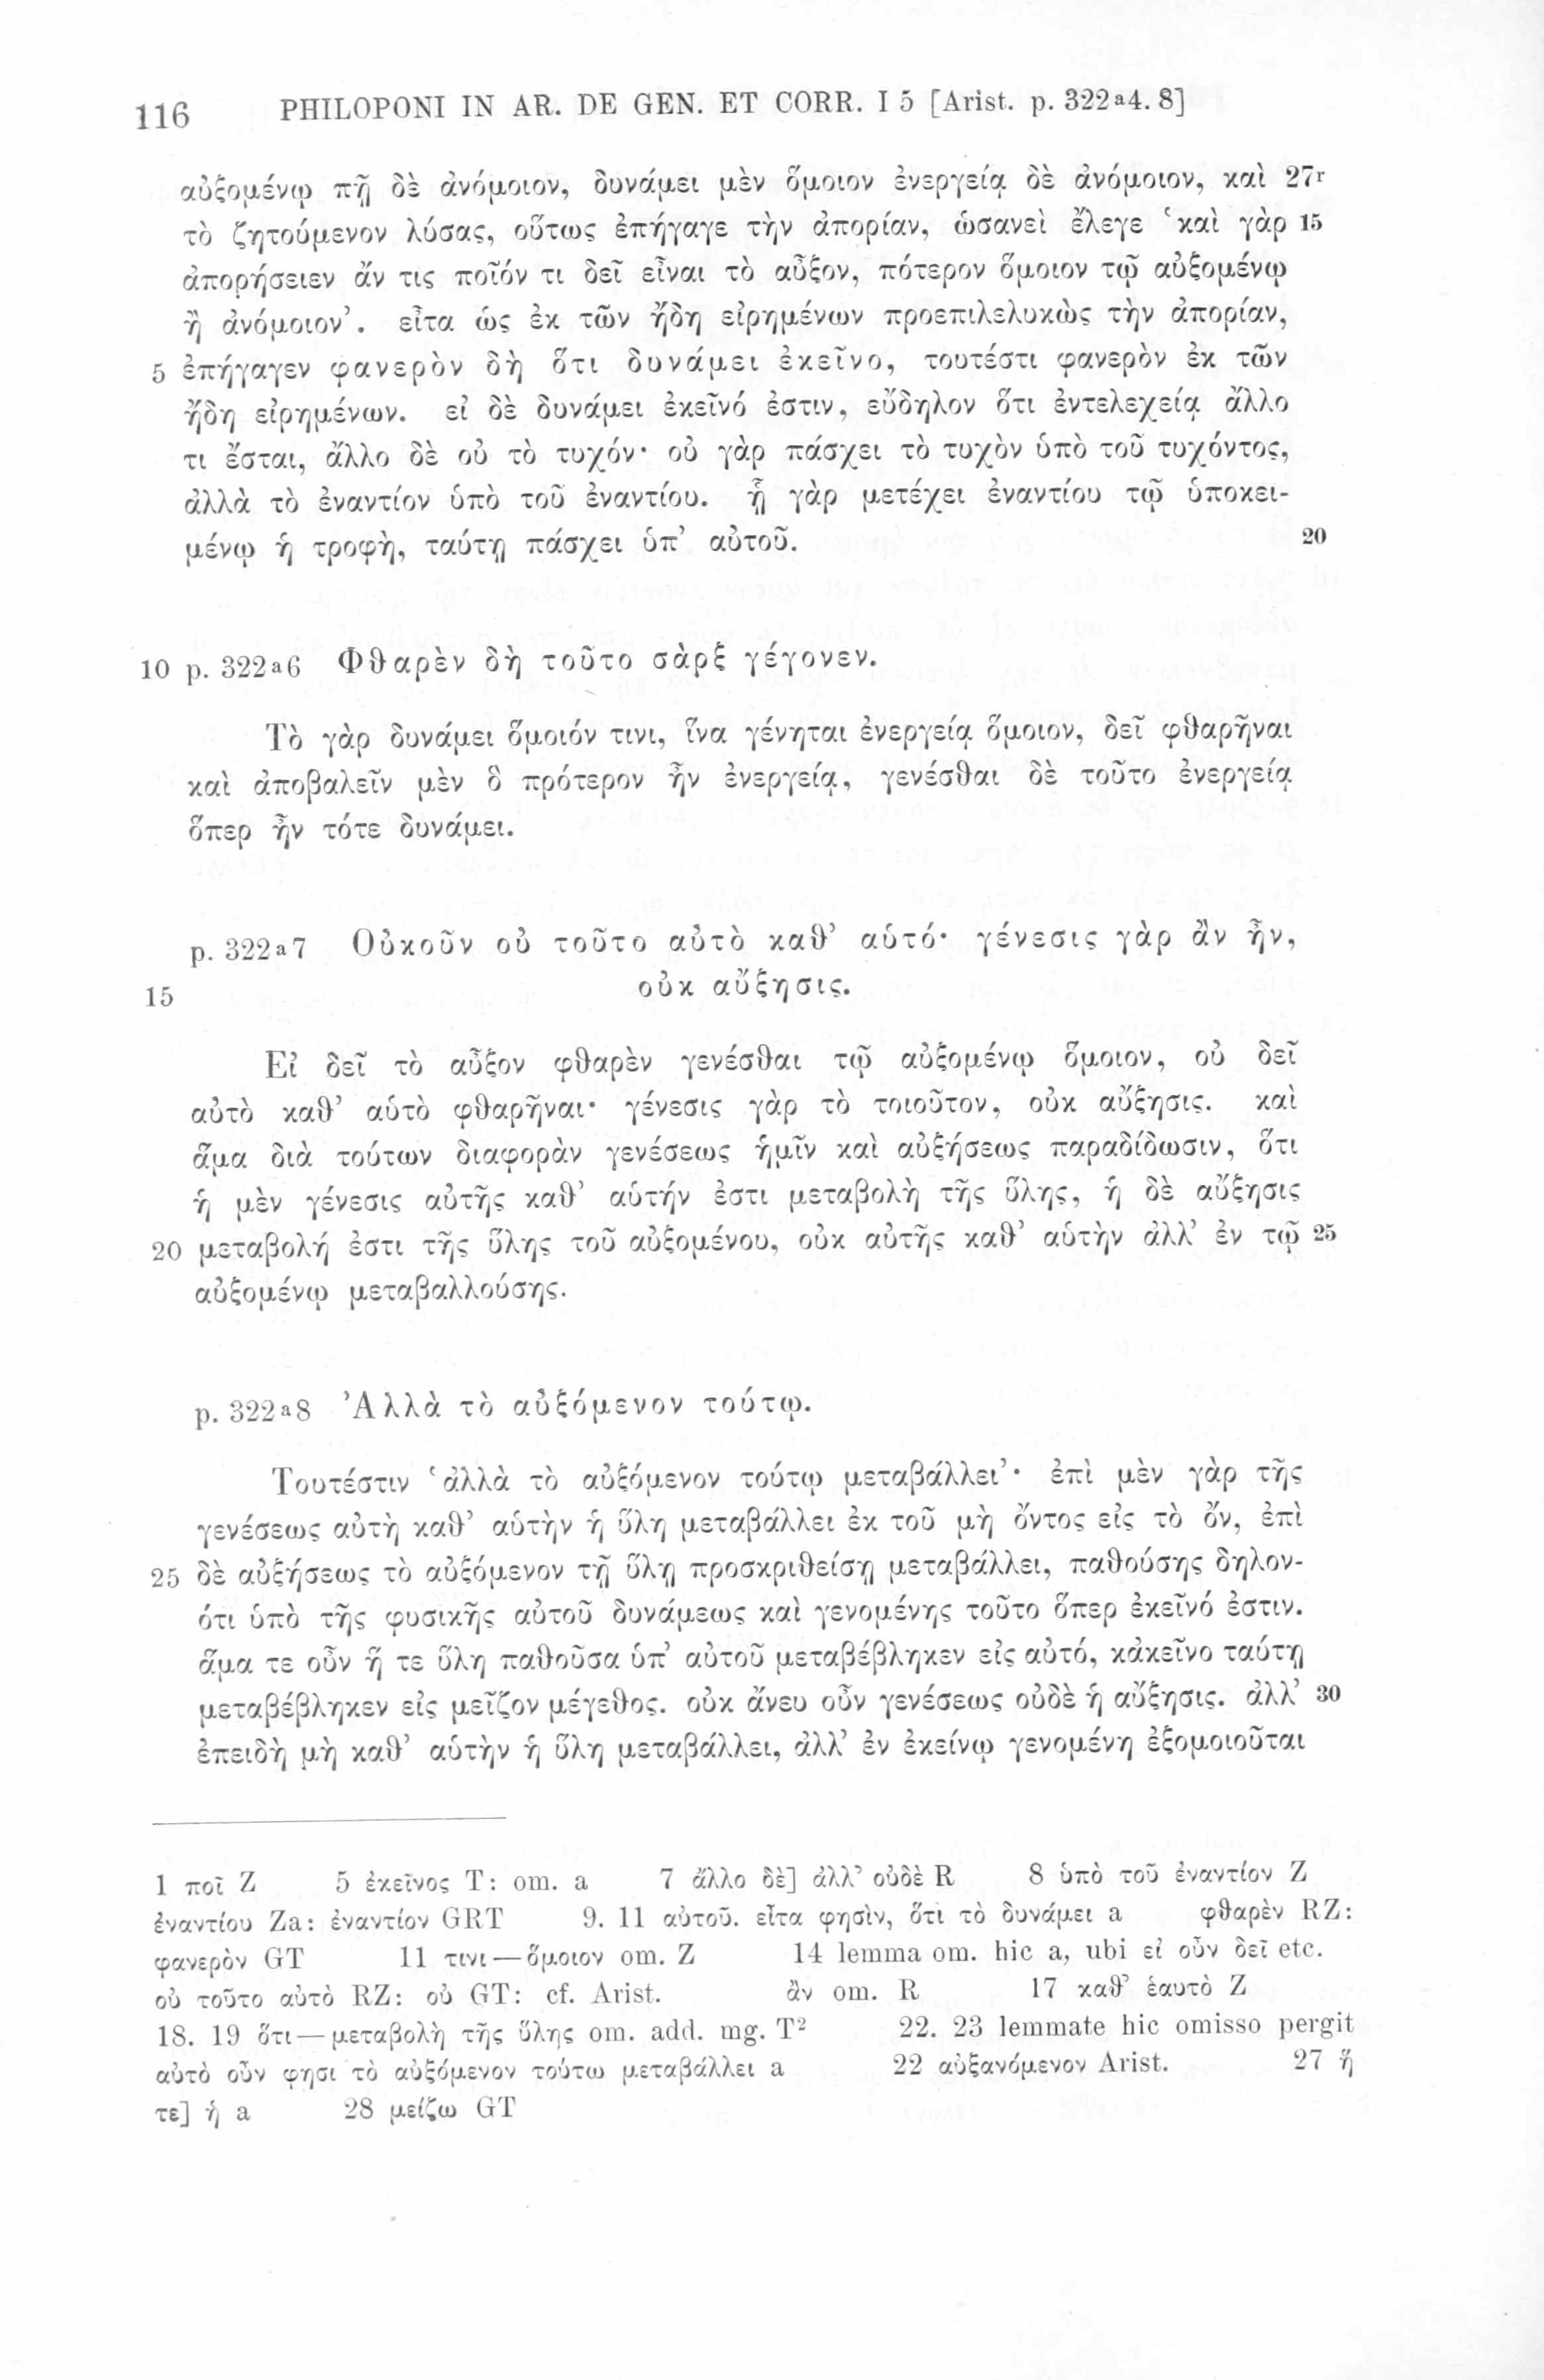 116 PHILOPONI IN AR. DE GEN. ET CORR. I 5 [Arist. p. 322a4. 8]
αὐξομένῳ πῇ δὲ ἀνόμοιον, δυνάμει μὲν ὅμοιον ἐνεργείᾳ δὲ ἀνόμοιον, καὶ 27r
τὸ ζητούμενον λύσας, οὕτως ἐπήγαγε τὴν ἀπορίαν, ὡσανεὶ ἔλεγε ‘καὶ γὰρ 15
ἀπορήσειεν ἄν τις ποῖόν τι δεῖ εἶναι τὸ αὖξον, πότερον ὅμοιον τῷ αὐξομένῳ
ἢ ἀνόμοιον’. εἶτα ὡς ἐκ τῶν ἤδη εἰρημένων προεπιλελυκὼς τὴν ἀπορίαν,
5 ἐπήγαγεν φανερὸν δὴ ὅτι δυνάμει ἐκεῖνο, τουτέστι φανερὸν ἐκ τῶν
ἤδη εἰρημένων. εἰ δὲ δυνάμει ἐκεῖνό ἐστιν, εὔδηλον ὅτι ἐντελεχείᾳ ἄλλο
τι ἔσται, ἄλλο δὲ οὐ τὸ τυχόν· οὐ γὰρ πάσχει τὸ τυχὸν ὑπὸ τοῦ τυχόντος,
ἀλλὰ τὸ ἐναντίον ὑπὸ τοῦ ἐναντίου. ᾗ γὰρ μετέχει ἐναντίου τῷ ὑποκει-
μένῳ ἡ τροφὴ, ταύτῃ πάσχει ὑπ’ αὐτοῦ. 20
10 p. 322a6 Φθαρὲν δὴ τοῦτο σὰρξ γέγονεν.
Τὸ γὰρ δυνάμει ὅμοιόν τινι, ἵνα γένηται ἐνεργείᾳ ὅμοιον, δεῖ φθαρῆναι
καὶ ἀποβαλεῖν μὲν ὃ πρότερον ἦν ἐνεργείᾳ, γενέσθαι δὲ τοῦτο ἐνεργείᾳ
ὅπερ ἦν τότε δυνάμει.
p. 322a7 Οὐκοῦν οὐ τοῦτο αὐτὸ καθ’ αὑτό· γένεσις γὰρ ἂν ἦν,
15 οὐκ αὔξησις.
Εἰ δεῖ τὸ αὖξον φθαρὲν γενέσθαι τῷ αὐξομένῳ ὅμοιον, οὐ δεῖ
αὐτὸ καθ’ αὑτὸ φθαρῆναι· γένεσις γὰρ τὸ τοιοῦτον, οὐκ αὔξησις. καὶ
ἅμα διὰ τούτων διαφορὰν γενέσεως ἡμῖν καὶ αὐξήσεως παραδίδωσιν, ὅτι
ἡ μὲν γένεσις αὐτῆς καθ’ αὑτήν ἐστι μεταβολὴ τῆς ὕλης, ἡ δὲ αὔξησις
20 μεταβολή ἐστι τῆς ὕλης τοῦ αὐξομένου, οὐκ αὐτῆς καθ’ αὑτὴν ἀλλ’ ἐν τῷ 25
αὐξομένῳ μεταβαλλούσης.
p. 322a8 Ἀλλὰ τὸ αὐξόμενον τούτῳ.
Τουτέστιν ‘ἀλλὰ τὸ αὐξόμενον τούτῳ μεταβάλλει’· ἐπὶ μὲν γὰρ τῆς
γενέσεως αὐτὴ καθ’ αὑτὴν ἡ ὕλη μεταβάλλει ἐκ τοῦ μὴ ὄντος εἰς τὸ ὄν, ἐπὶ
25 δὲ αὐξήσεως τὸ αὐξόμενον τῇ ὕλῃ προσκριθείσῃ μεταβάλλει, παθούσης δηλον-
ότι ὑπὸ τῆς φυσικῆς αὐτοῦ δυνάμεως καὶ γενομένης τοῦτο ὅπερ ἐκεῖνό ἐστιν.
ἅμα τε οὖν ἥ τε ὕλη παθοῦσα ὑπ’ αὐτοῦ μεταβέβληκεν εἰς αὐτό, κἀκεῖνο ταύτῃ
μεταβέβληκεν εἰς μεῖζον μέγεθος. οὐκ ἄνευ οὖν γενέσεως οὐδὲ ἡ αὔξησις. ἀλλ’ 30
ἐπειδὴ μὴ καθ’ αὑτὴν ἡ ὕλη μεταβάλλει, ἀλλ’ ἐν ἐκείνῳ γενομένη ἐξομοιοῦται
1 ποῖ Z 5 ἐκεῖνος T: om. a 7 ἄλλο δὲ] ἀλλ’ οὐδὲ R 8 ὑπὸ τοῦ ἐναντίον Z
ἐναντίου Za: ἐναντίον GRT 9. 11 αὐτοῦ. εἶτα φησὶν, ὅτι τὸ δυνάμει a φθαρὲν RZ:
φανερὸν GT 11 τινι — ὅμοιον om. Z 14 lemma om. hic a, ubi εἰ οὖν δεῖ etc.
οὐ τοῦτο αὐτὸ RZ: οὐ GT: cf. Arist. ἂν om. R 17 καθ’ ἑαυτὸ Z
18. 19 ὅτι — μεταβολὴ τῆς ὕλης om. add. mg. T² 22. 23 lemmate hic omisso pergit
αὐτὸ οὖν φησι τὸ αὐξόμενον τούτω μεταβάλλει a 22 αὐξανόμενον Arist. 27 ἥ
τε] ἡ a 28 μείζω GT